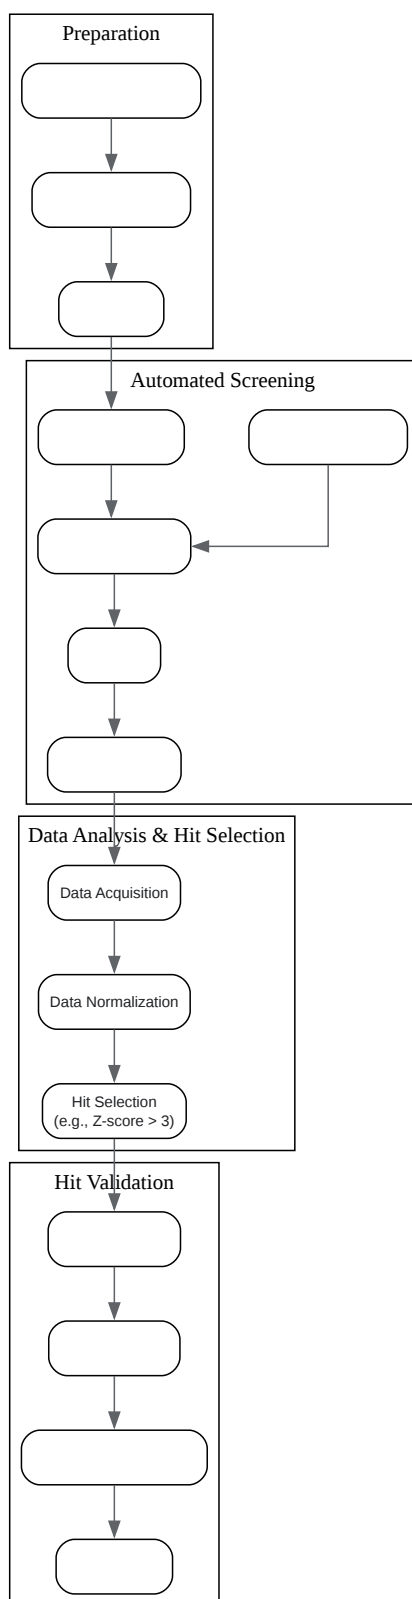 Preparation
Automated Screening
Data Analysis & Hit Selection
Data Acquisition
Data Normalization
Hit Selection
(e.g., Z-score > 3)
Hit Validation